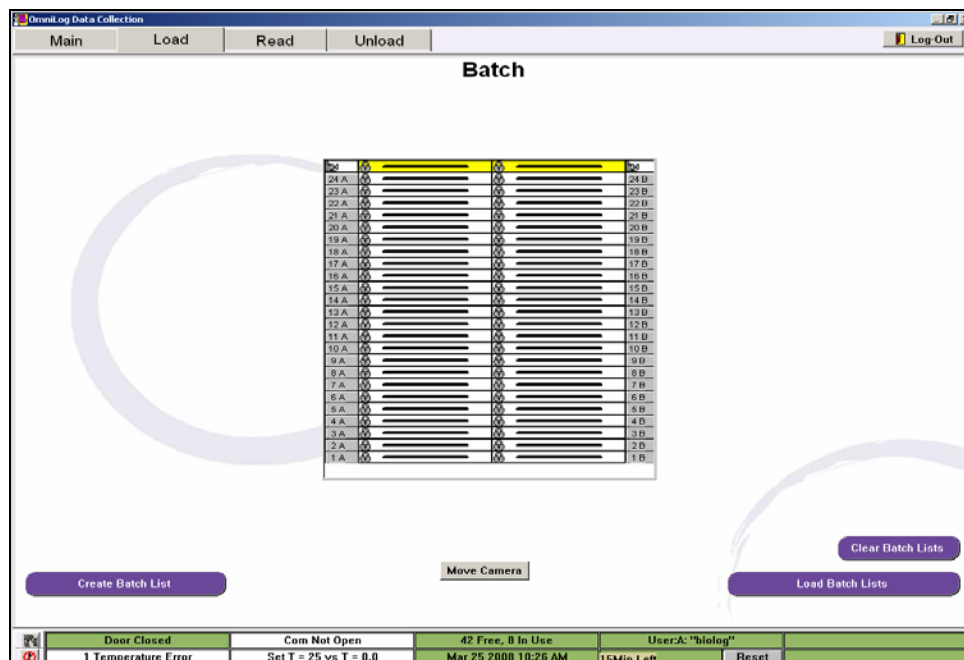 OmniLog Data Collection
Main Load Read Unload Log-Out
Batch
24 A 24 B
23 A 23 B
22 A 22 B
21 A 21 B
20 A 20 B
19 A 19 B
18 A 18 B
17 A 17 B
16 A 16 B
15 A 15 B
14 A 14 B
13 A 13 B
12 A 12 B
11 A 11 B
10 A 10 B
9 A 9 B
8 A 8 B
7 A 7 B
6 A 6 B
5 A 5 B
4 A 4 B
3 A 3 B
2 A 2 B
1 A 1 B
Clear Batch Lists
Move Camera
Create Batch List Load Batch Lists
Door Closed Com Not Open 42 Free, 8 In Use User:A: "biolog"
1 Temperature Error Set T = 25 vs T = 0.0 Mar 25 2008 10:26 AM 15Min Left Reset